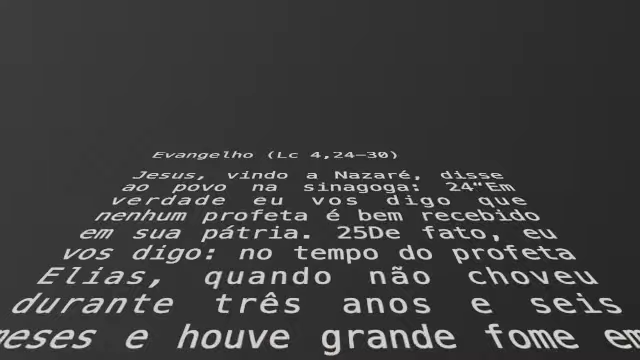 Evangelho (Lc 4,24–30)
Jesus, vindo a Nazaré, disse
ao povo na sinagoga: 24“Em
verdade eu vos digo que
nenhum profeta é bem recebido
em sua pátria. 25De fato, eu
vos digo: no tempo do profeta
Elias, quando não choveu
durante três anos e seis
meses e houve grande fome em